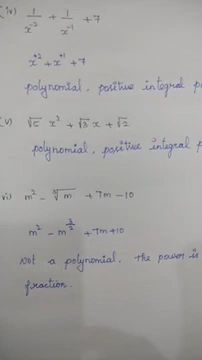 iv) 1/x⁻² + 1/x⁻¹ + 7
x⁺² + x⁺¹ + 7
polynomial, positive integral
v) √5 x² + √3 x + √2
polynomial, positive integral
vi) m² - ∛m + 7m - 10
m² - m^(3/2) + 7m + 10
Not a polynomial. the power is
fraction.